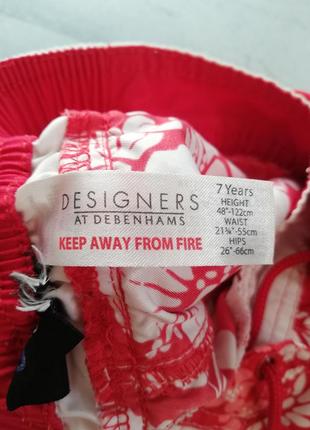 DESIGNERS
AT DEBENHAMS
KEEP AWAY FROM FIRE
7 Years
HEIGHT
48"-122cm
WAIST
21¾"-55cm
HIPS
26"-66cm